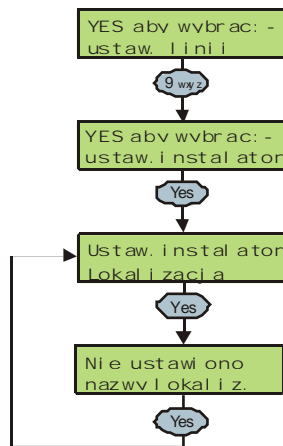 YES aby wybrac: -
ustaw. linii
9 wxyz
YES aby wybrac: -
ustaw.instalator
Yes
Ustaw.instalator
Lokalizacja
Yes
Nie ustawiono
nazwy lokaliz.
Yes